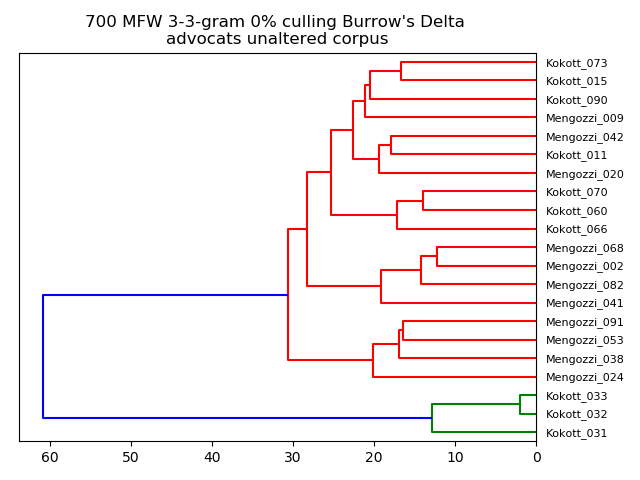 700 MFW 3-3-gram 0% culling Burrow's Delta
advocats unaltered corpus
Kokott_073
Kokott_015
Kokott_090
Mengozzi_009
Mengozzi_042
Kokott_011
Mengozzi_020
Kokott_070
Kokott_060
Kokott_066
Mengozzi_068
Mengozzi_002
Mengozzi_082
Mengozzi_041
Mengozzi_091
Mengozzi_053
Mengozzi_038
Mengozzi_024
Kokott_033
Kokott_032
Kokott_031
60 50 40 30 20 10 0